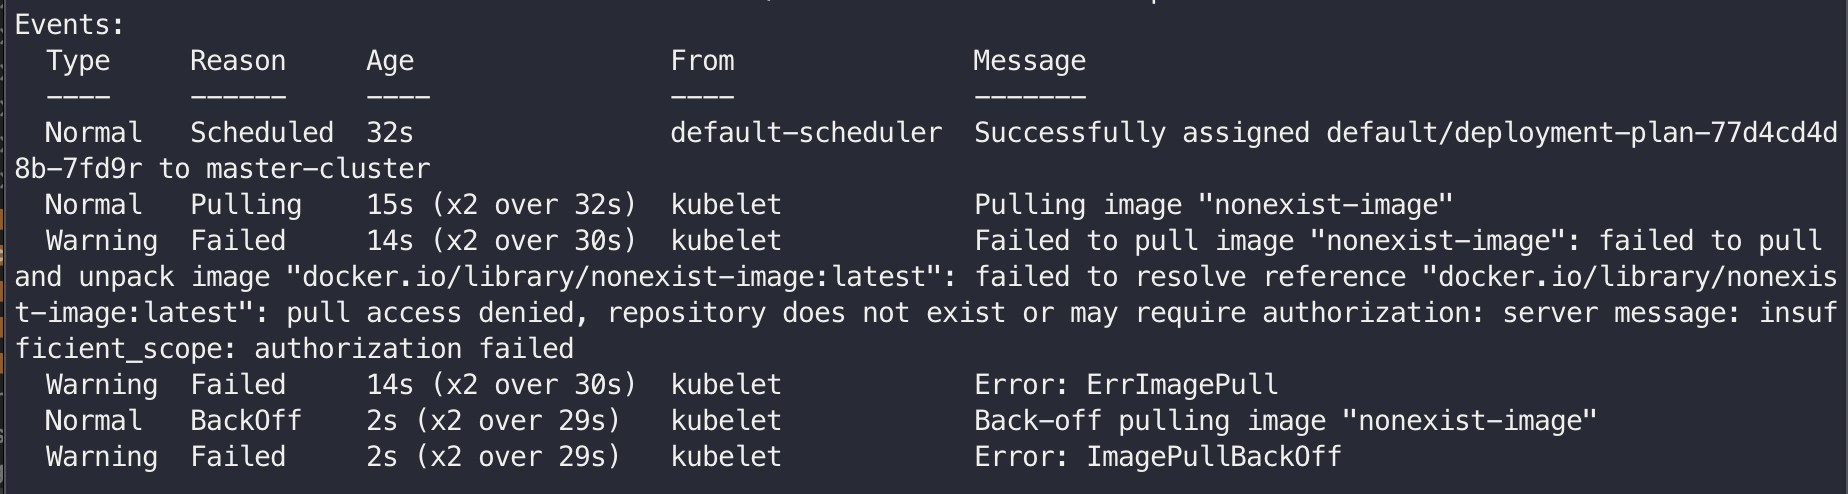 Events:
  Type     Reason     Age                From               Message
  ----     ------     ----               ----               -------
  Normal   Scheduled  32s                default-scheduler  Successfully assigned default/deployment-plan-77d4cd4d
8b-7fd9r to master-cluster
  Normal   Pulling    15s (x2 over 32s)  kubelet            Pulling image "nonexist-image"
  Warning  Failed     14s (x2 over 30s)  kubelet            Failed to pull image "nonexist-image": failed to pull
and unpack image "docker.io/library/nonexist-image:latest": failed to resolve reference "docker.io/library/nonexis
t-image:latest": pull access denied, repository does not exist or may require authorization: server message: insuf
ficient_scope: authorization failed
  Warning  Failed     14s (x2 over 30s)  kubelet            Error: ErrImagePull
  Normal   BackOff    2s (x2 over 29s)   kubelet            Back-off pulling image "nonexist-image"
  Warning  Failed     2s (x2 over 29s)   kubelet            Error: ImagePullBackOff